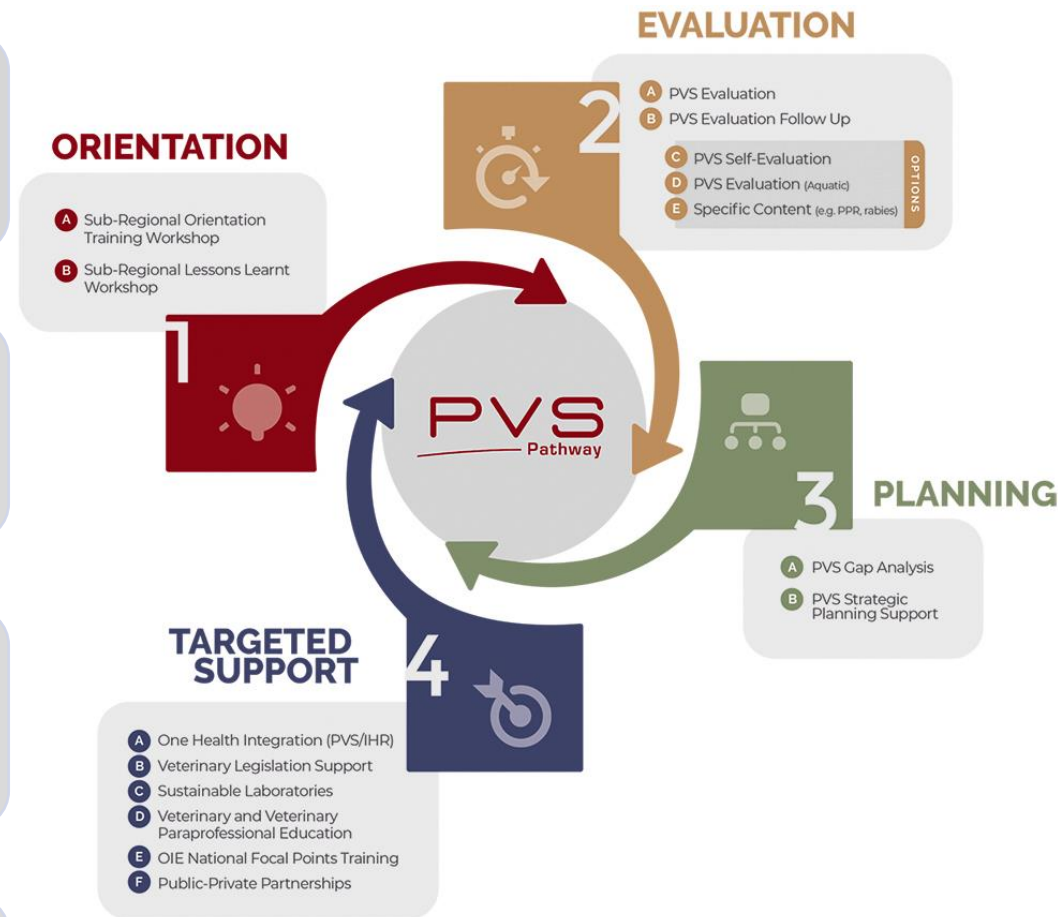 EVALUATION
2
A PVS Evaluation
B PVS Evaluation Follow Up
C PVS Self-Evaluation
D PVS Evaluation (Aquatic)
E Specific Content (e.g. PPR, rabies)
OPTIONS
ORIENTATION
A Sub-Regional Orientation
Training Workshop
B Sub-Regional Lessons Learnt
Workshop
1
PVS
Pathway
3
PLANNING
A PVS Gap Analysis
B PVS Strategic
Planning Support
TARGETED
SUPPORT
4
A One Health Integration (PVS/IHR)
B Veterinary Legislation Support
C Sustainable Laboratories
D Veterinary and Veterinary
Paraprofessional Education
E OIE National Focal Points Training
F Public-Private Partnerships